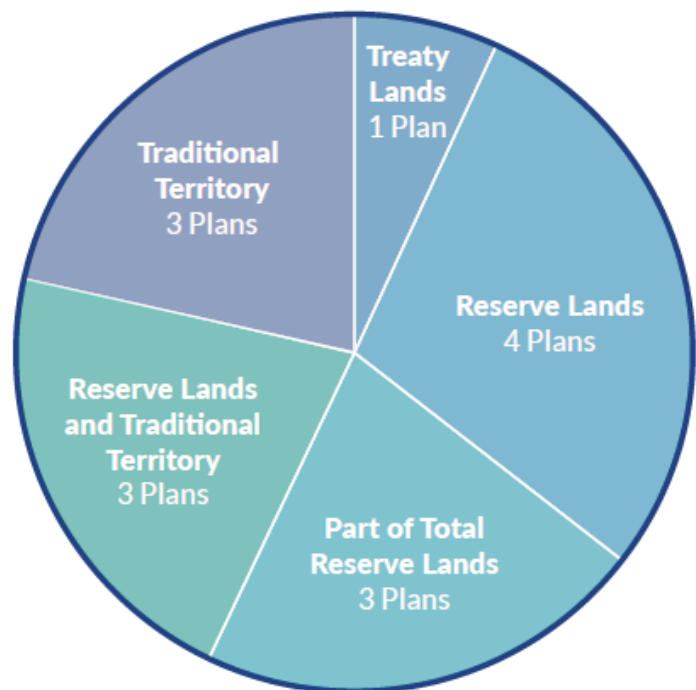 Treaty
Lands
1 Plan
Traditional
Territory
3 Plans
Reserve Lands
4 Plans
Reserve Lands
and Traditional
Territory
3 Plans
Part of Total
Reserve Lands
3 Plans